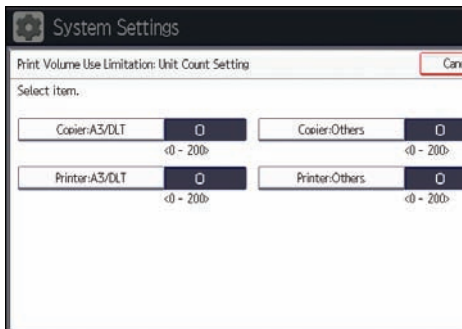 System Settings
Print Volume Use Limitation: Unit Count Setting
Select item.
Copier:A3/DLT 0 Copier:Others 0
<0 - 200> <0 - 200>
Printer:A3/DLT 0 Printer:Others 0
<0 - 200> <0 - 200>